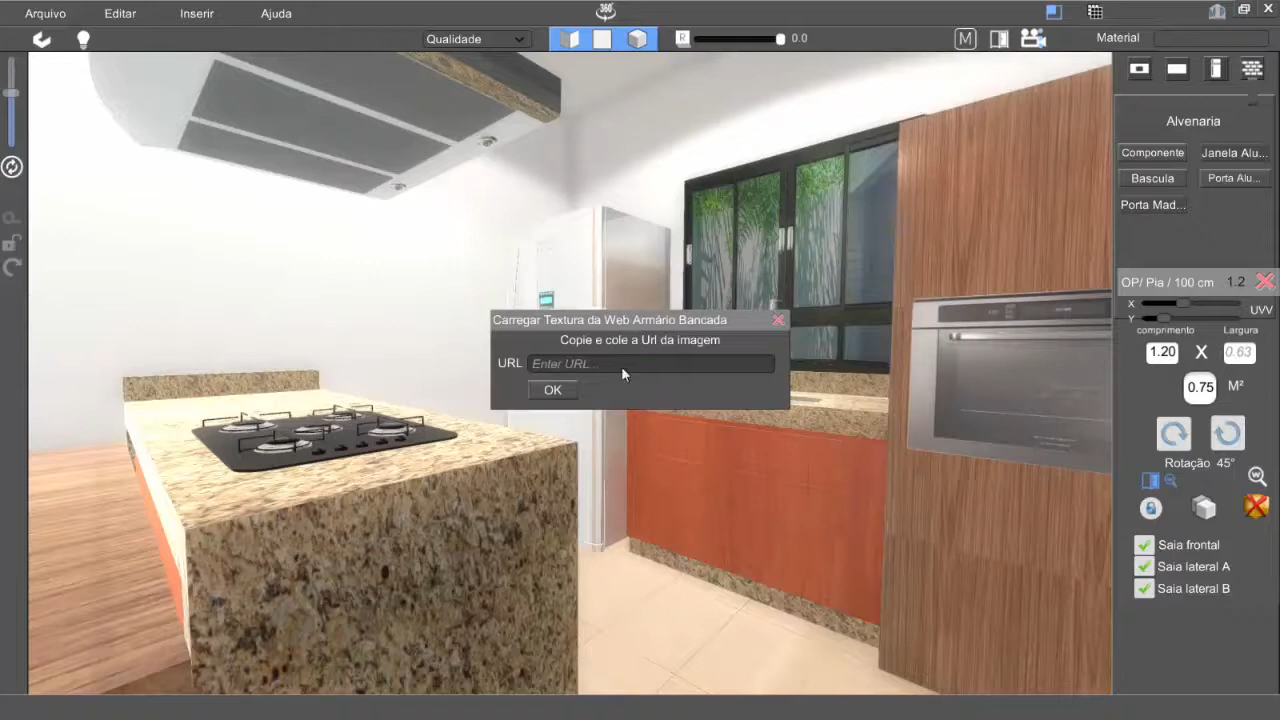 Arquivo Editar Inserir Ajuda
360°
Qualidade
R
0.0
M
Material
Alvenaria
Componente Janela Alu...
Bascula Porta Alu...
Porta Mad...
OP/ Pia / 100 cm 1.2
X
Y
UVV
comprimento Largura
1.20 X 0.63
0.75 M²
Rotação 45°
W
Saia frontal
Saia lateral A
Saia lateral B
Carregar Textura da Web Armário Bancada
Copie e cole a Url da imagem
URL Enter URL...
OK